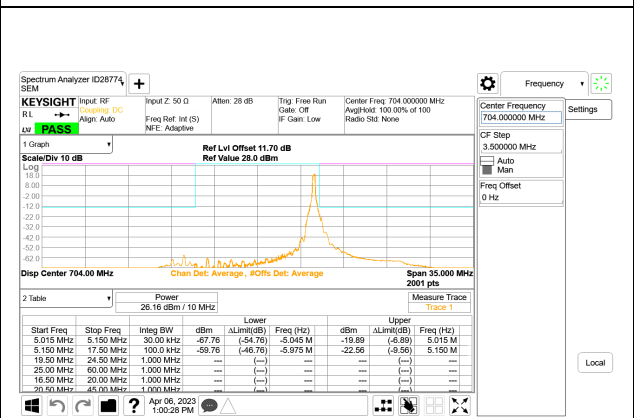 Spectrum Analyzer ID28774
SEM
+
Frequency
KEYSIGHT Input: RF Input Z: 50 Ω Atten: 28 dB Trig: Free Run Center Freq: 704.000000 MHz
R L Coupling: DC Gate: Off Avg|Hold: 100.00% of 100
Align: Auto Freq Ref: Int (S) IF Gain: Low Radio Std: None
LXI PASS NFE: Adaptive
Center Frequency
704.000000 MHz
Settings
CF Step
3.500000 MHz
Auto
Man
Freq Offset
0 Hz
1 Graph
Ref Lvl Offset 11.70 dB
Scale/Div 10 dB Ref Value 28.0 dBm
Log
18.0
8.00
-2.00
-12.0
-22.0
-32.0
-42.0
-52.0
-62.0
Disp Center 704.00 MHz Chan Det: Average, #Offs Det: Average Span 35.000 MHz
2001 pts
2 Table
Power
26.16 dBm / 10 MHz
Measure Trace
Trace 1
Lower Upper
Start Freq Stop Freq Integ BW dBm ΔLimit(dB) Freq (Hz) dBm ΔLimit(dB) Freq (Hz)
5.015 MHz 5.150 MHz 30.00 kHz -67.76 (-54.76) -5.045 M -19.89 (-6.89) 5.015 M
5.150 MHz 17.50 MHz 100.0 kHz -59.76 (-46.76) -5.975 M -22.56 (-9.56) 5.150 M
19.50 MHz 24.50 MHz 1.000 MHz --- (---) --- --- (---) ---
25.00 MHz 60.00 MHz 1.000 MHz --- (---) --- --- (---) ---
16.50 MHz 20.00 MHz 1.000 MHz --- (---) --- --- (---) ---
20.50 MHz 45.00 MHz 1.000 MHz --- (---) --- --- (---) ---
Local
? Apr 06, 2023
1:00:28 PM